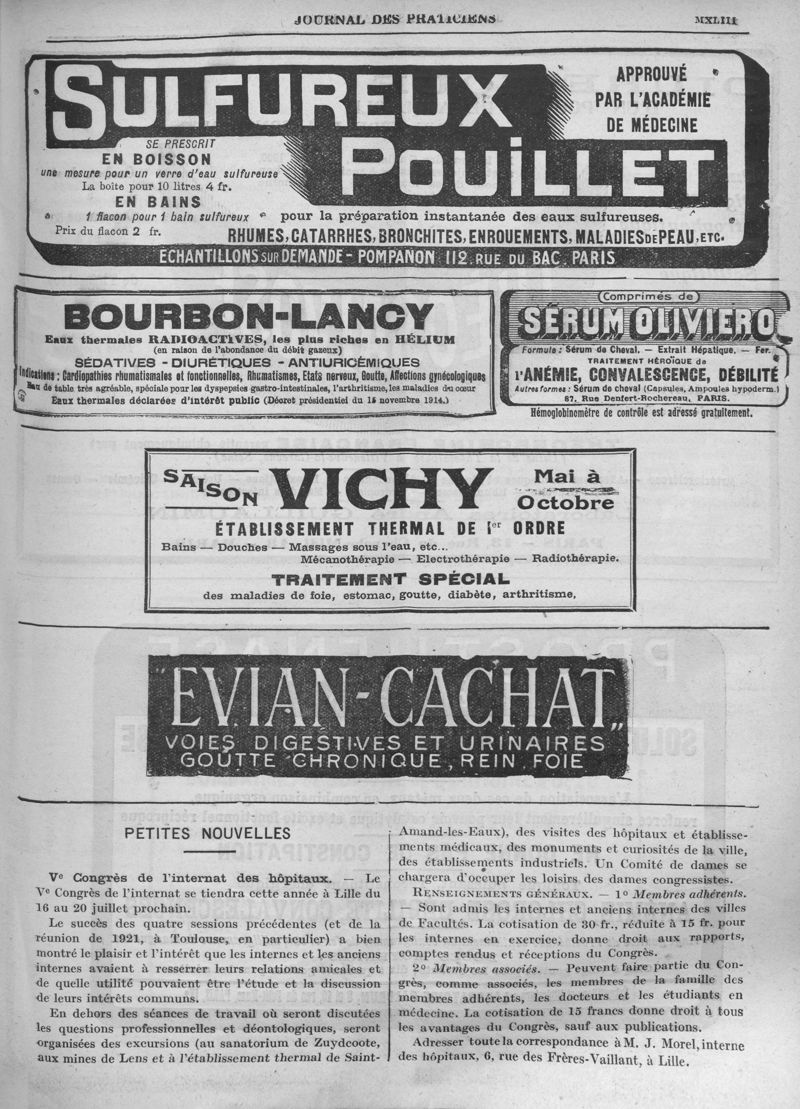 JOURNAL DES PRATICIENS
MXLIII
SULFUREUX
POUILLET
APPROUVÉ
PAR L'ACADÉMIE
DE MÉDECINE
SE PRESCRIT
EN BOISSON
une mesure pour un verre d'eau sulfureuse
La boite pour 10 litres 4 fr.
EN BAINS
1 flacon pour 1 bain sulfureux
Prix du flacon 2 fr.
pour la préparation instantanée des eaux sulfureuses.
RHUMES, CATARRHES, BRONCHITES, ENROUEMENTS, MALADIES DE PEAU, ETC.
ÉCHANTILLONS SUR DEMANDE - POMPANON 112, RUE DU BAC, PARIS
BOURBON-LANCY
Eaux thermales RADIOACTIVES, les plus riches en HÉLIUM
(en raison de l'abondance du débit gazeux)
SÉDATIVES - DIURÉTIQUES - ANTIURICÉMIQUES
Indications : Cardiopathies rhumatismales et fonctionnelles, Rhumatismes, Etats nerveux, Goutte, Affections gynécologiques
Eau de table très agréable, spéciale pour les dyspepsies gastro-intestinales, l'arthritisme, les maladies du cœur
Eaux thermales déclarées d'intérêt public (Décret présidentiel du 14 novembre 1914.)
(Comprimés de)
SÉRUM OLIVIERO
Formule : Sérum de Cheval. — Extrait Hépatique. — Fer.
TRAITEMENT HÉROÏQUE de
l'ANÉMIE, CONVALESCENCE, DÉBILITÉ
Autres formes : Sérum de cheval (Capsules, Ampoules hypoderm.)
67, Rue Denfert-Rochereau, PARIS.
Hémoglobinomètre de contrôle est adressé gratuitement.
SAISON VICHY Mai à
Octobre
ÉTABLISSEMENT THERMAL DE 1er ORDRE
Bains — Douches — Massages sous l'eau, etc...
Mécanothérapie — Electrothérapie — Radiothérapie.
TRAITEMENT SPÉCIAL
des maladies de foie, estomac, goutte, diabète, arthritisme,
"EVIAN-CACHAT"
VOIES DIGESTIVES ET URINAIRES
GOUTTE CHRONIQUE, REIN, FOIE
PETITES NOUVELLES
Ve Congrès de l'internat des hôpitaux. — Le
Ve Congrès de l'internat se tiendra cette année à Lille du
16 au 20 juillet prochain.
Le succès des quatre sessions précédentes (et de la
réunion de 1921, à Toulouse, en particulier) a bien
montré le plaisir et l'intérêt que les internes et les anciens
internes avaient à resserrer leurs relations amicales et
de quelle utilité pouvaient être l'étude et la discussion
de leurs intérêts communs.
En dehors des séances de travail où seront discutées
les questions professionnelles et déontologiques, seront
organisées des excursions (au sanatorium de Zuydcoote,
aux mines de Lens et à l'établissement thermal de Saint-
Amand-les-Eaux), des visites des hôpitaux et établisse-
ments médicaux, des monuments et curiosités de la ville,
des établissements industriels. Un Comité de dames se
chargera d'occuper les loisirs des dames congressistes.
RENSEIGNEMENTS GÉNÉRAUX. — 1o Membres adhérents.
— Sont admis les internes et anciens internes des villes
de Facultés. La cotisation de 30 fr., réduite à 15 fr. pour
les internes en exercice, donne droit aux rapports,
comptes rendus et réceptions du Congrès.
2o Membres associés. — Peuvent faire partie du Con-
grès, comme associés, les membres de la famille des
membres adhérents, les docteurs et les étudiants en
médecine. La cotisation de 15 francs donne droit à tous
les avantages du Congrès, sauf aux publications.
Adresser toute la correspondance à M. J. Morel, interne
des hôpitaux, 6, rue des Frères-Vaillant, à Lille.